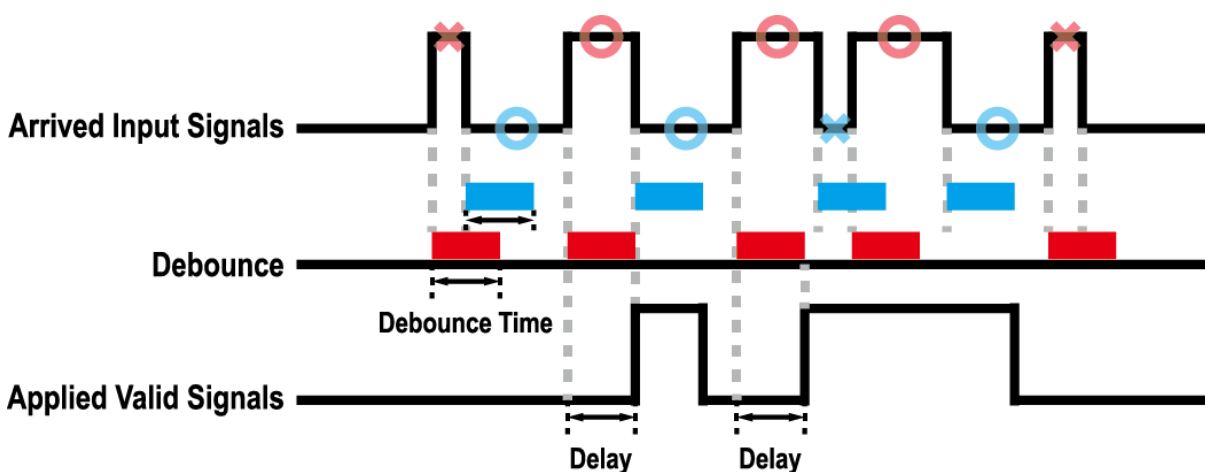 Arrived Input Signals
Debounce
Debounce Time
Applied Valid Signals
Delay
Delay